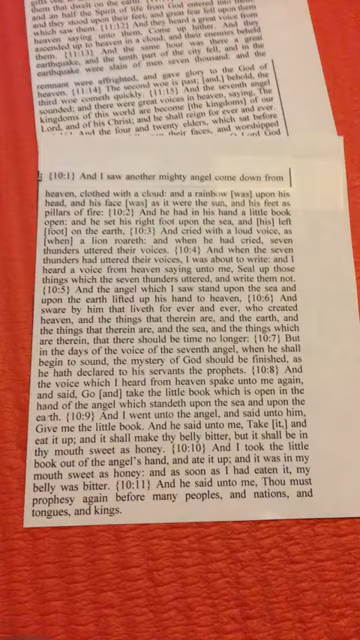 them that dwelt on the earth.
and an half the Spirit of life from God entered into
and they stood upon their feet; and great fear fell upon them
which saw them. {11:12} And they heard a great voice from
heaven saying unto them, Come up hither. And they
ascended up to heaven in a cloud; and their enemies beheld
them. {11:13} And the same hour was there a great
earthquake, and the tenth part of the city fell, and in the
earthquake were slain of men seven thousand: and the
remnant were affrighted, and gave glory to the God of
heaven. {11:14} The second woe is past; [and,] behold, the
third woe cometh quickly. {11:15} And the seventh angel
sounded; and there were great voices in heaven, saying, The
kingdoms of this world are become [the kingdoms] of our
Lord, and of his Christ; and he shall reign for ever and ever.
And the four and twenty elders, which sat before
their faces, and worshipped
God
{10:1} And I saw another mighty angel come down from
heaven, clothed with a cloud: and a rainbow [was] upon his
head, and his face [was] as it were the sun, and his feet as
pillars of fire: {10:2} And he had in his hand a little book
open: and he set his right foot upon the sea, and [his] left
[foot] on the earth, {10:3} And cried with a loud voice, as
[when] a lion roareth: and when he had cried, seven
thunders uttered their voices. {10:4} And when the seven
thunders had uttered their voices, I was about to write: and I
heard a voice from heaven saying unto me, Seal up those
things which the seven thunders uttered, and write them not.
{10:5} And the angel which I saw stand upon the sea and
upon the earth lifted up his hand to heaven, {10:6} And
sware by him that liveth for ever and ever, who created
heaven, and the things that therein are, and the earth, and
the things that therein are, and the sea, and the things which
are therein, that there should be time no longer: {10:7} But
in the days of the voice of the seventh angel, when he shall
begin to sound, the mystery of God should be finished, as
he hath declared to his servants the prophets. {10:8} And
the voice which I heard from heaven spake unto me again,
and said, Go [and] take the little book which is open in the
hand of the angel which standeth upon the sea and upon the
earth. {10:9} And I went unto the angel, and said unto him,
Give me the little book. And he said unto me, Take [it,] and
eat it up; and it shall make thy belly bitter, but it shall be in
thy mouth sweet as honey. {10:10} And I took the little
book out of the angel's hand, and ate it up; and it was in my
mouth sweet as honey: and as soon as I had eaten it, my
belly was bitter. {10:11} And he said unto me, Thou must
prophesy again before many peoples, and nations, and
tongues, and kings.